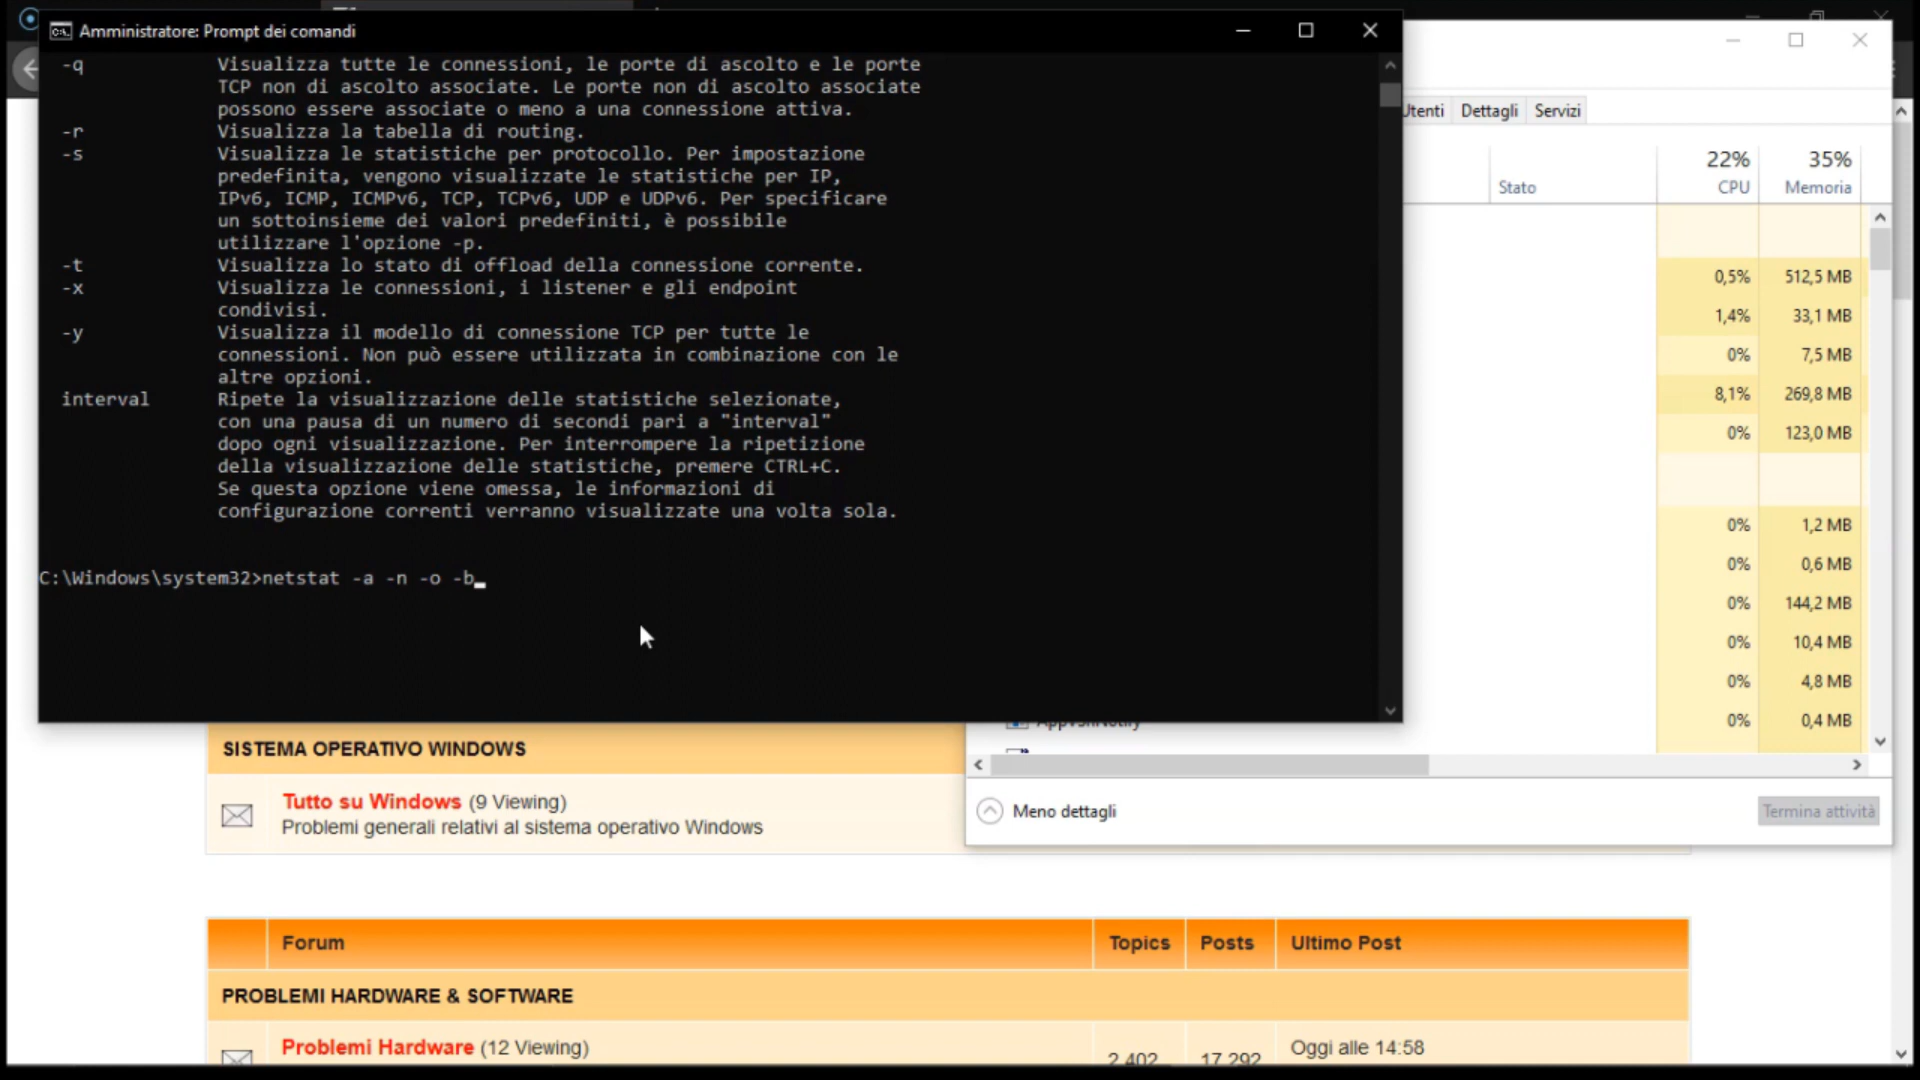 Amministratore: Prompt dei comandi
-q Visualizza tutte le connessioni, le porte di ascolto e le porte
TCP non di ascolto associate. Le porte non di ascolto associate
possono essere associate o meno a una connessione attiva.
-r Visualizza la tabella di routing.
-s Visualizza le statistiche per protocollo. Per impostazione
predefinita, vengono visualizzate le statistiche per IP,
IPv6, ICMP, ICMPv6, TCP, TCPv6, UDP e UDPv6. Per specificare
un sottoinsieme dei valori predefiniti, è possibile
utilizzare l'opzione -p.
-t Visualizza lo stato di offload della connessione corrente.
-x Visualizza le connessioni, i listener e gli endpoint
condivisi.
-y Visualizza il modello di connessione TCP per tutte le
connessioni. Non può essere utilizzata in combinazione con le
altre opzioni.
interval Ripete la visualizzazione delle statistiche selezionate,
con una pausa di un numero di secondi pari a "interval"
dopo ogni visualizzazione. Per interrompere la ripetizione
della visualizzazione delle statistiche, premere CTRL+C.
Se questa opzione viene omessa, le informazioni di
configurazione correnti verranno visualizzate una volta sola.
C:\Windows\system32>netstat -a -n -o -b_
Utenti Dettagli Servizi
22% 35%
Stato CPU Memoria
0,5% 512,5 MB
1,4% 33,1 MB
0% 7,5 MB
8,1% 269,8 MB
0% 123,0 MB
0% 1,2 MB
0% 0,6 MB
0% 144,2 MB
0% 10,4 MB
0% 4,8 MB
0% 0,4 MB
Meno dettagli Termina attività
SISTEMA OPERATIVO WINDOWS
Tutto su Windows (9 Viewing)
Problemi generali relativi al sistema operativo Windows
Forum Topics Posts Ultimo Post
PROBLEMI HARDWARE & SOFTWARE
Problemi Hardware (12 Viewing)
2.402 17.292 Oggi alle 14:58